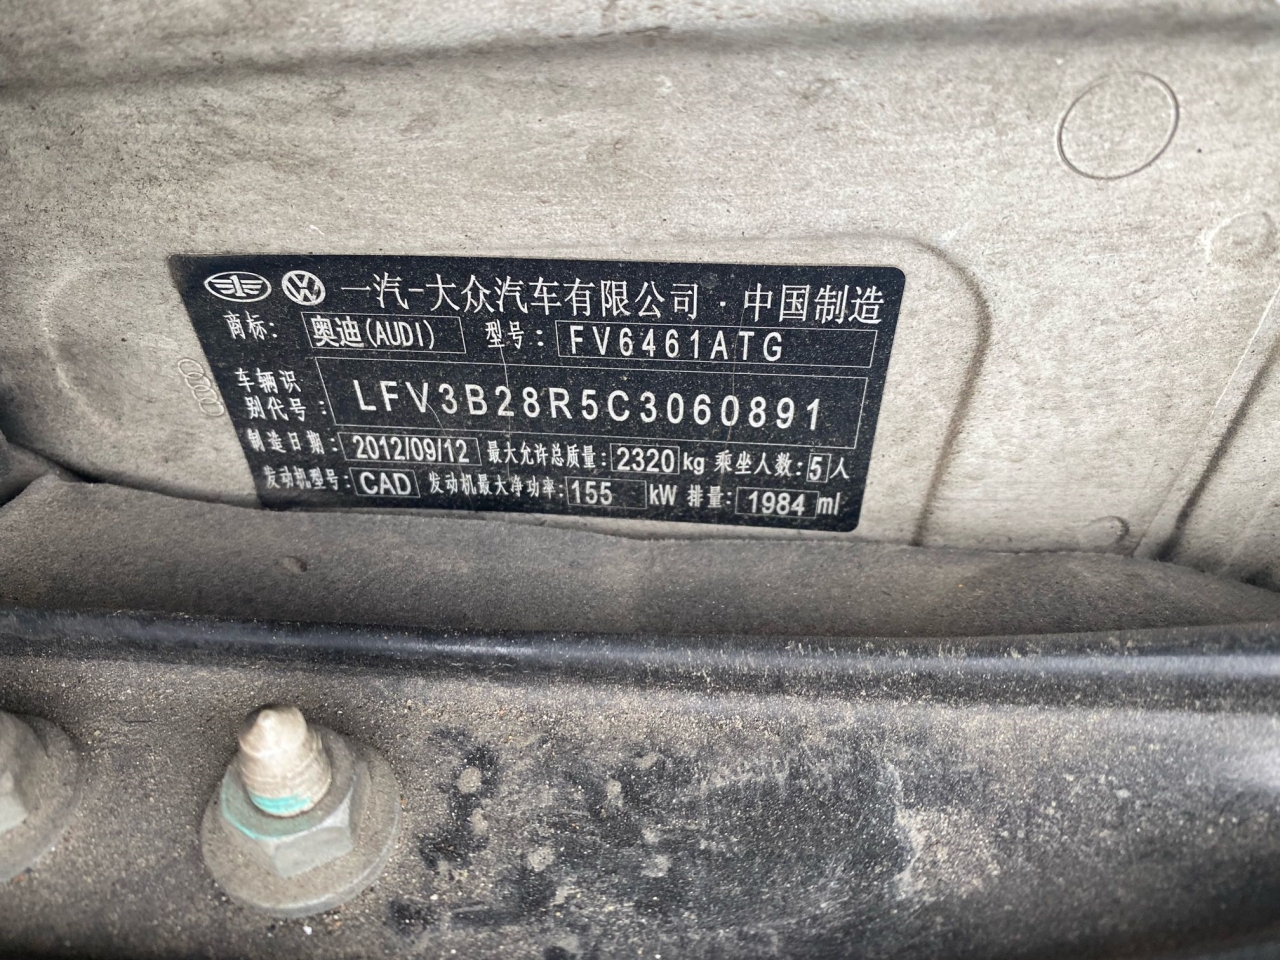 一汽-大众汽车有限公司·中国制造
商标: 奥迪(AUDI) 型号: FV6461ATG
车辆识别代号: LFV3B28R5C3060891
制造日期: 2012/09/12 最大允许总质量: 2320 kg 乘坐人数: 5 人
发动机型号: CAD 发动机最大净功率: 155 kW 排量: 1984 ml